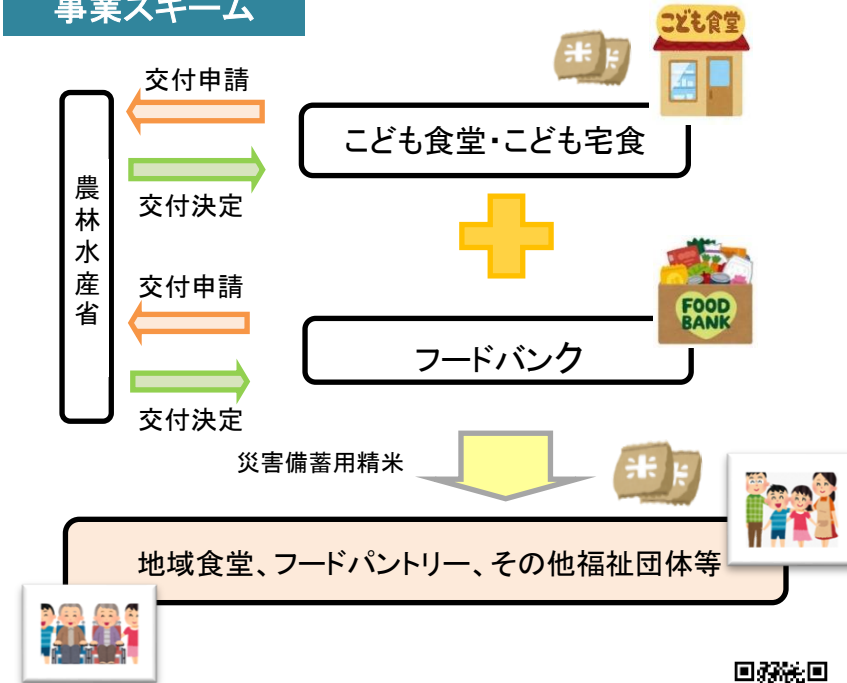 事業スキーム
こども食堂
米
米
交付申請
こども食堂・こども宅食
交付決定
農林水産省
交付申請
FOOD
BANK
フードバンク
交付決定
災害備蓄用精米
米
米
地域食堂、フードパントリー、その他福祉団体等